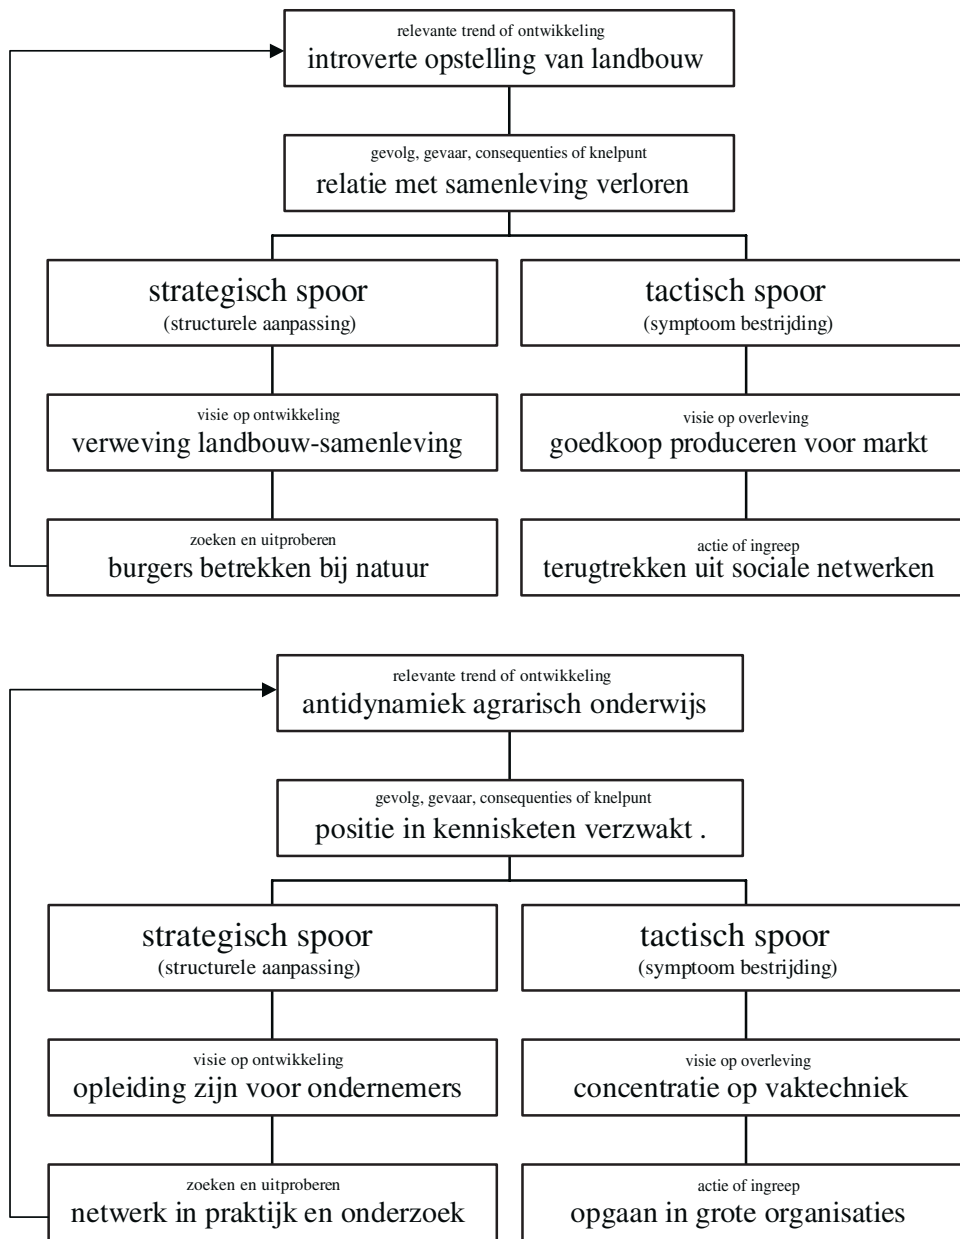 relevante trend of ontwikkeling
introverte opstelling van landbouw
gevolg, gevaar, consequenties of knelpunt
relatie met samenleving verloren
strategisch spoor
(structurele aanpassing)
tactisch spoor
(symptoom bestrijding)
visie op ontwikkeling
verweving landbouw-samenleving
visie op overleving
goedkoop produceren voor markt
zoeken en uitproberen
burgers betrekken bij natuur
actie of ingreep
terugtrekken uit sociale netwerken
relevante trend of ontwikkeling
antidynamiek agrarisch onderwijs
gevolg, gevaar, consequenties of knelpunt
positie in kennisketen verzwakt .
strategisch spoor
(structurele aanpassing)
tactisch spoor
(symptoom bestrijding)
visie op ontwikkeling
opleiding zijn voor ondernemers
visie op overleving
concentratie op vaktechniek
zoeken en uitproberen
netwerk in praktijk en onderzoek
actie of ingreep
opgaan in grote organisaties